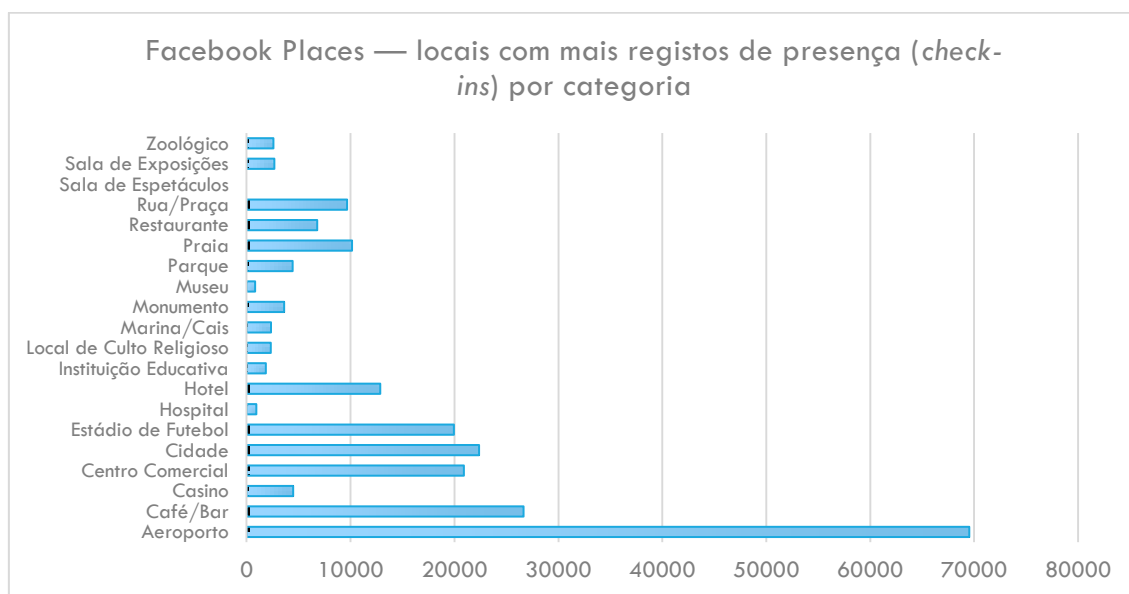 Facebook Places — locais com mais registos de presença (check-
ins) por categoria
Zoológico
Sala de Exposições
Sala de Espetáculos
Rua/Praça
Restaurante
Praia
Parque
Museu
Monumento
Marina/Cais
Local de Culto Religioso
Instituição Educativa
Hotel
Hospital
Estádio de Futebol
Cidade
Centro Comercial
Casino
Café/Bar
Aeroporto
0 10000 20000 30000 40000 50000 60000 70000 80000